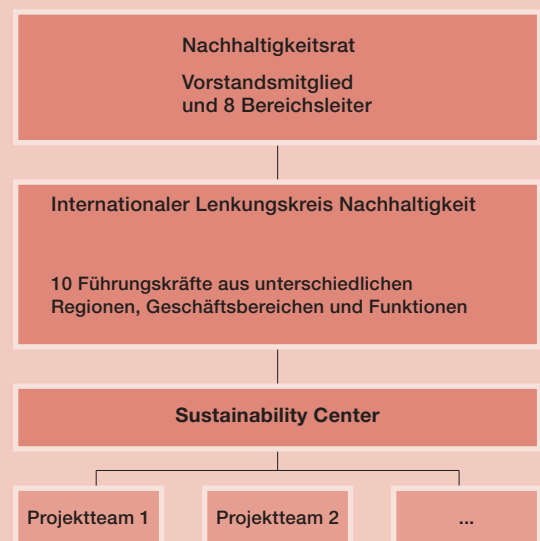 Nachhaltigkeitsrat
Vorstandsmitglied
und 8 Bereichsleiter
Internationaler Lenkungskreis Nachhaltigkeit
10 Führungskräfte aus unterschiedlichen
Regionen, Geschäftsbereichen und Funktionen
Sustainability Center
Projektteam 1
Projektteam 2
...